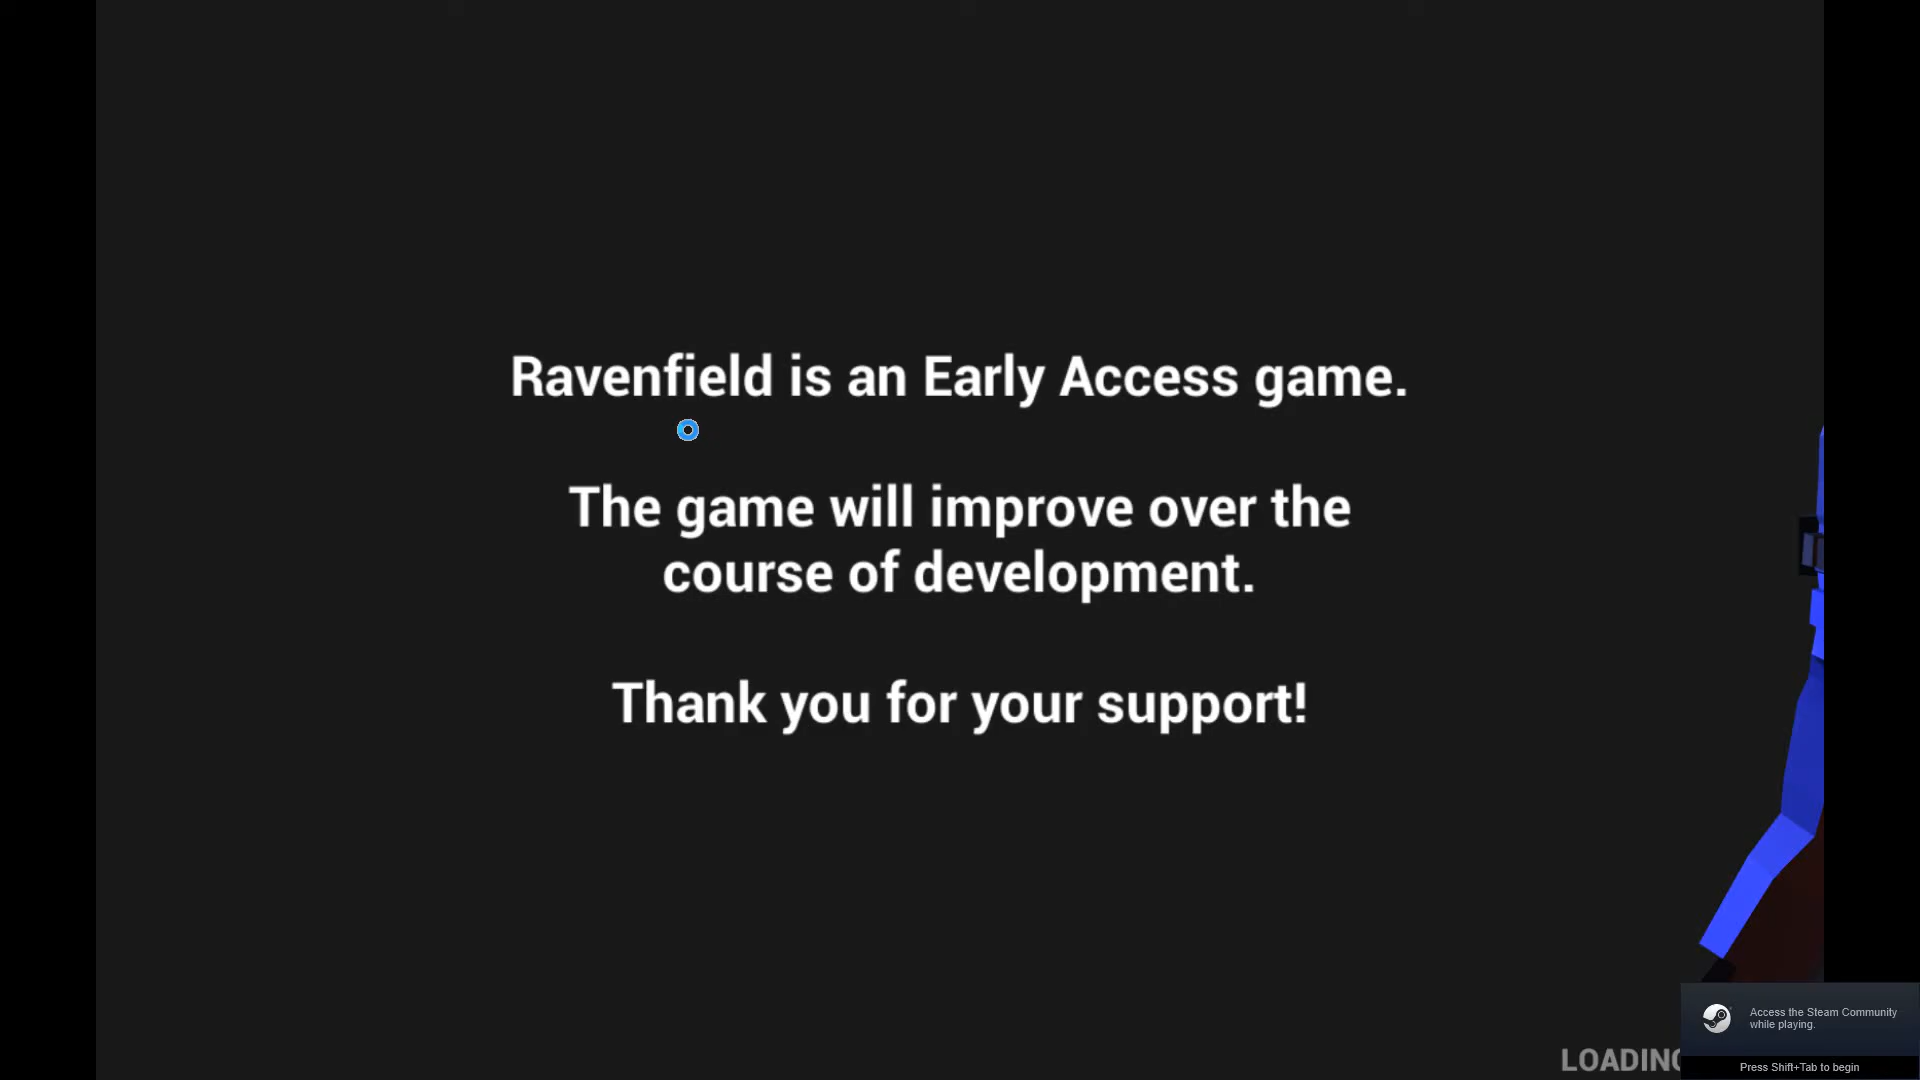 Ravenfield is an Early Access game.
The game will improve over the
course of development.
Thank you for your support!
Access the Steam Community
while playing.
LOADING
Press Shift+Tab to begin